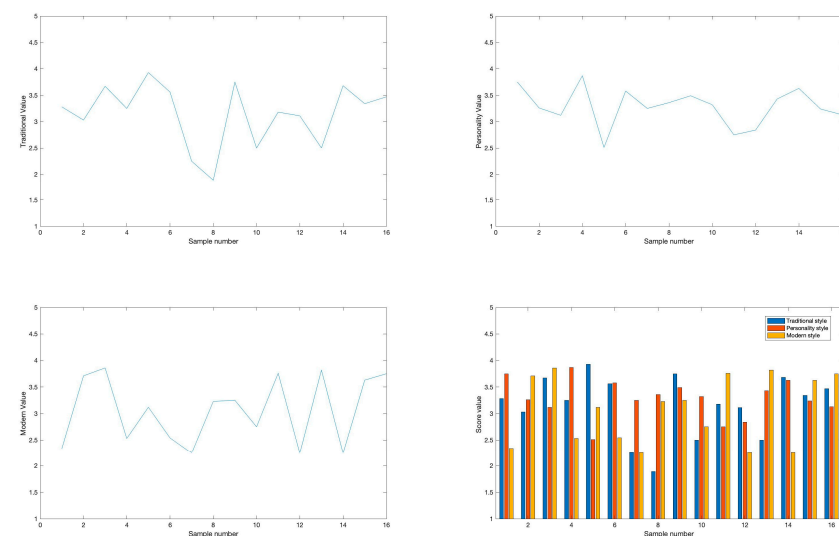 5
4.5
4
3.5
3
2.5
2
1.5
1
0 2 4 6 8 10 12 14 16
Traditional Value
Sample number
5
4.5
4
3.5
3
2.5
2
1.5
1
0 2 4 6 8 10 12 14
Personality Value
Sample number
5
4.5
4
3.5
3
2.5
2
1.5
1
0 2 4 6 8 10 12 14 16
Modern Value
Sample number
5
4.5
4
3.5
3
2.5
2
1.5
1
2 4 6 8 10 12 14 16
Score value
Sample number
Traditional style
Personality style
Modern style